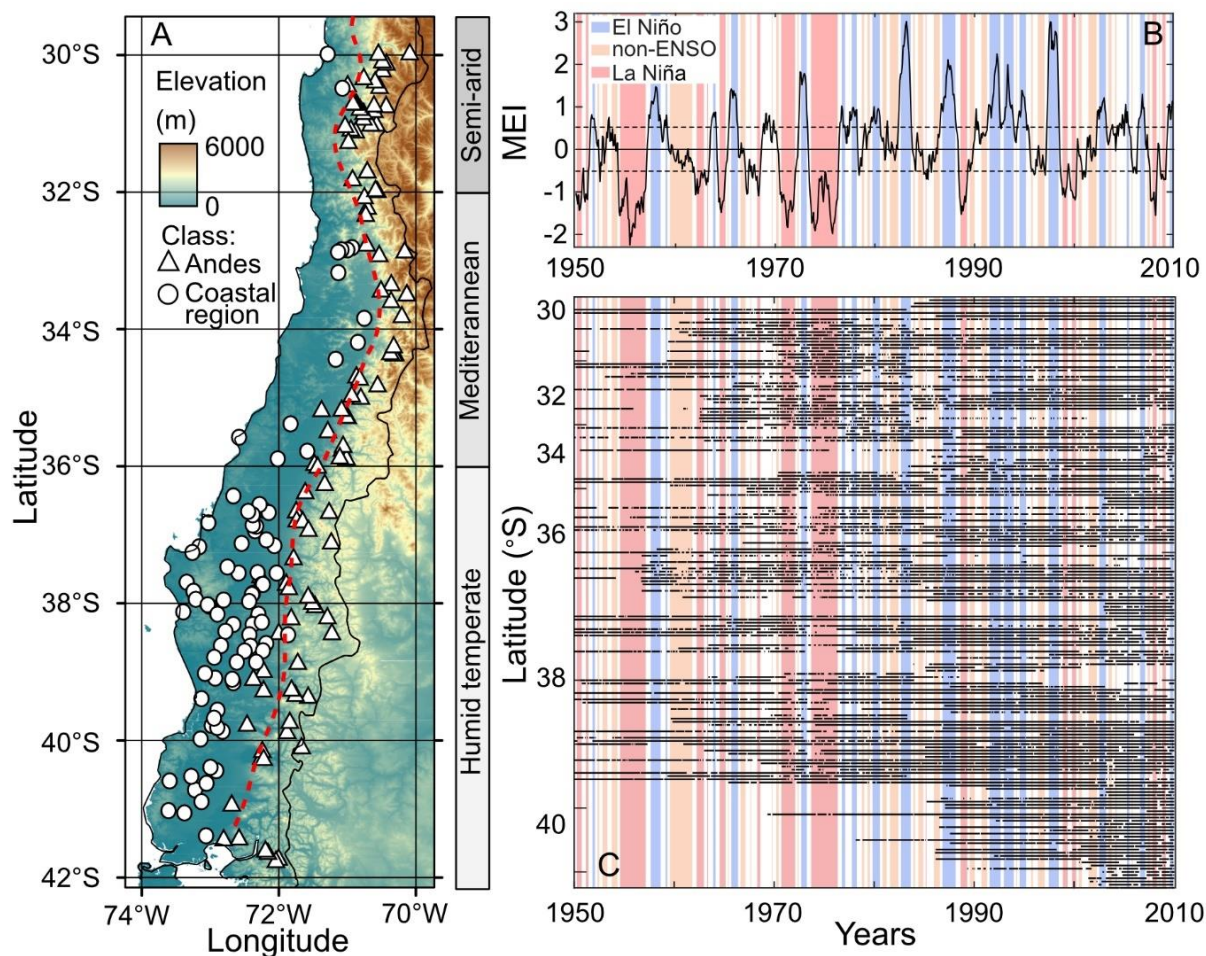 A
30°S
32°S
34°S
36°S
38°S
40°S
42°S
Latitude
74°W
72°W
70°W
Longitude
Elevation
(m)
6000
0
Class:
Andes
Coastal
region
Semi-arid
Mediterannean
Humid temperate
B
El Niño
non-ENSO
La Niña
MEI
3
2
1
0
-1
-2
1950
1970
1990
2010
C
30
32
34
36
38
40
Latitude (°S)
1950
1970
1990
2010
Years